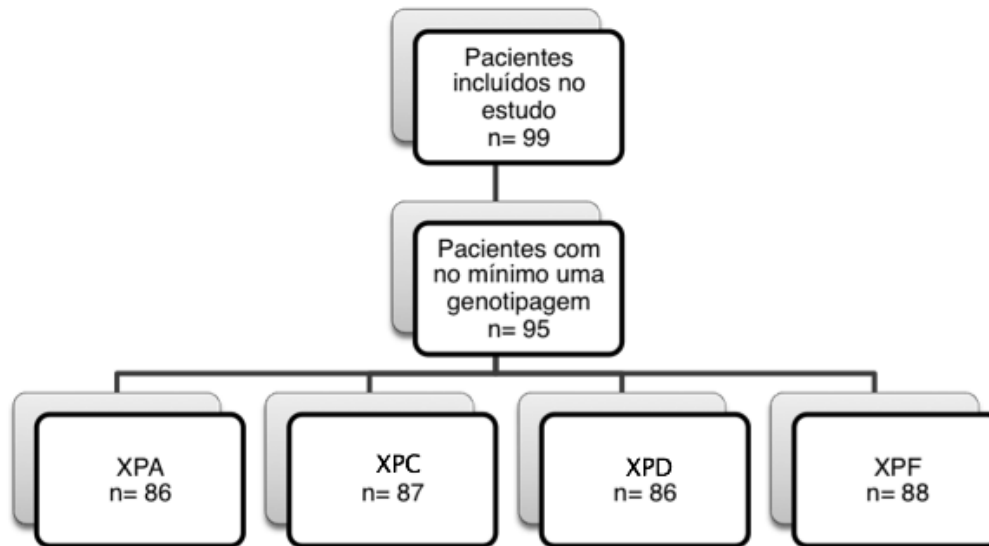 Pacientes
incluídos no
estudo
n= 99
Pacientes com
no mínimo uma
genotipagem
n= 95
XPA
n= 86
XPC
n= 87
XPD
n= 86
XPF
n= 88